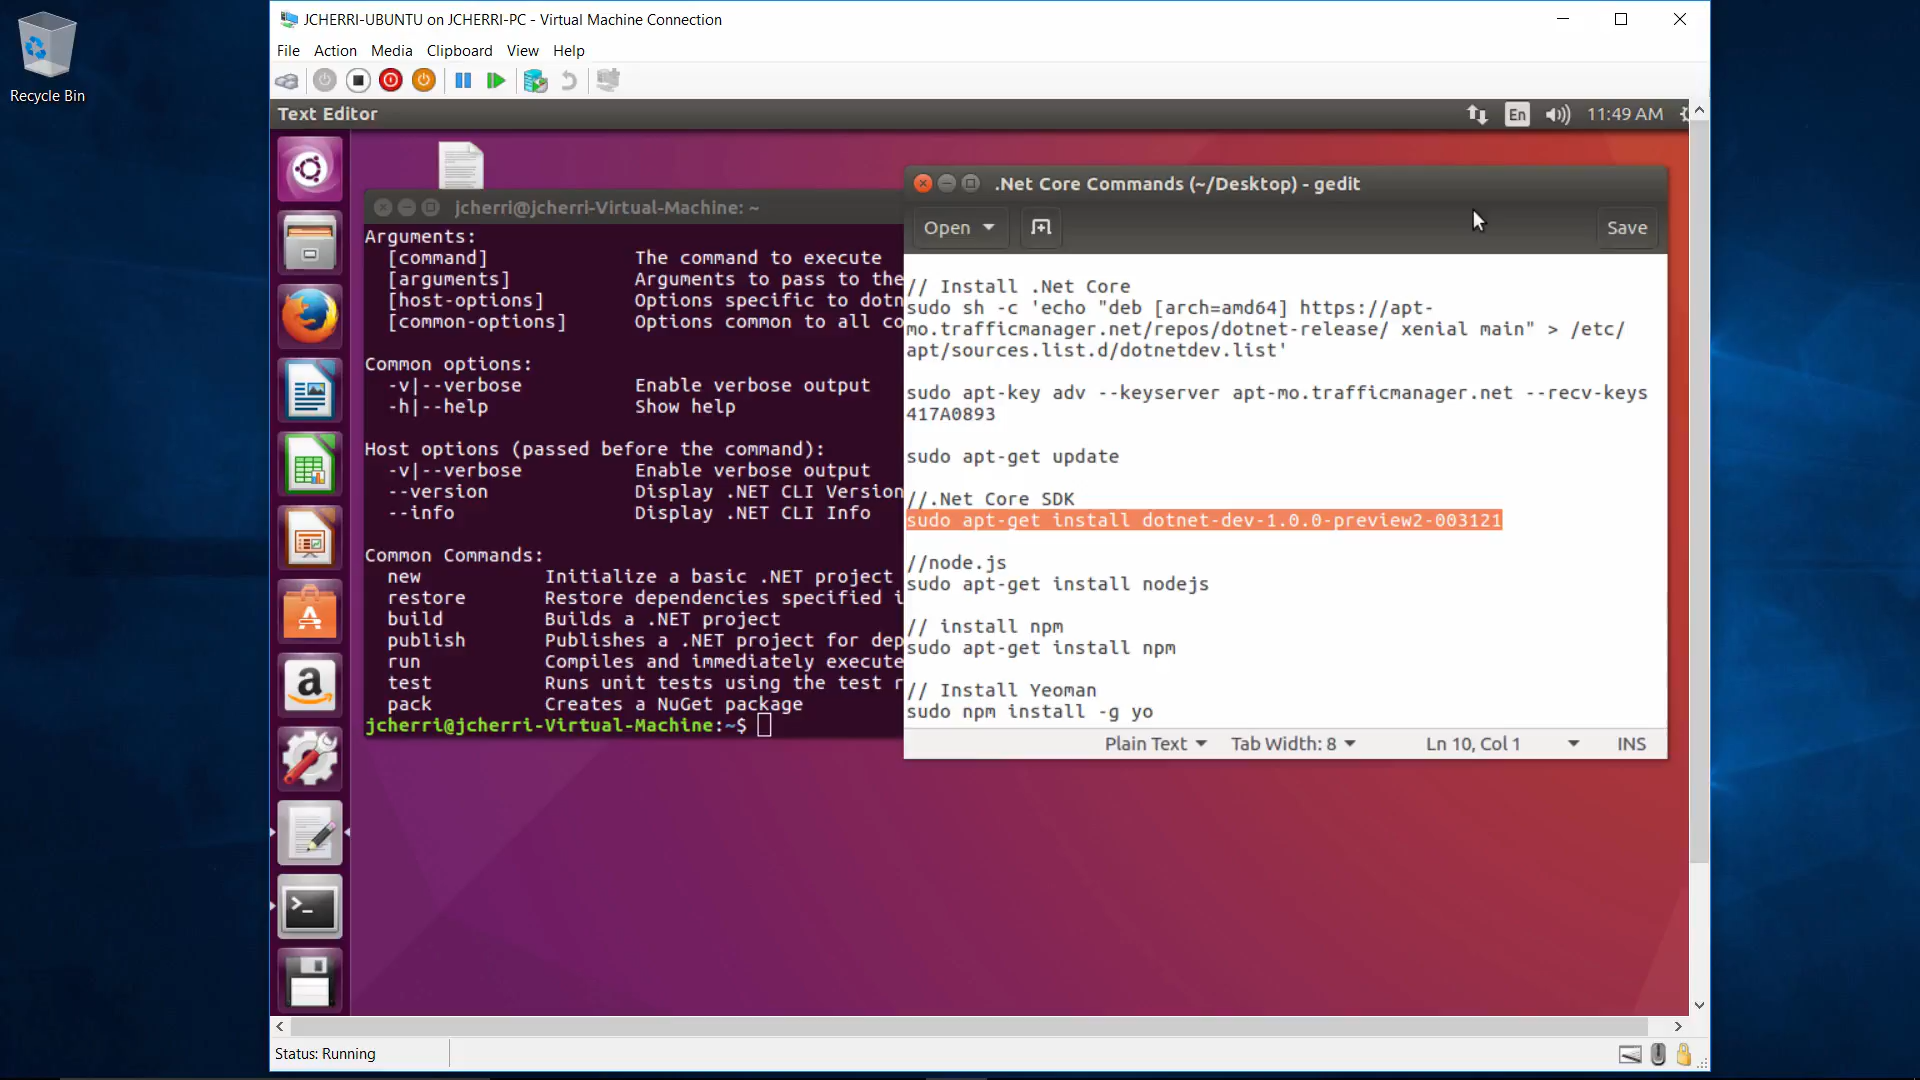 Recycle Bin
JCHERRI-UBUNTU on JCHERRI-PC - Virtual Machine Connection
File Action Media Clipboard View Help
Text Editor
En
11:49 AM
jcherri@jcherri-Virtual-Machine: ~
Arguments:
[command] The command to execute
[arguments] Arguments to pass to the
[host-options] Options specific to dotn
[common-options] Options common to all co
Common options:
-v|--verbose Enable verbose output
-h|--help Show help
Host options (passed before the command):
-v|--verbose Enable verbose output
--version Display .NET CLI Version
--info Display .NET CLI Info
Common Commands:
new Initialize a basic .NET project
restore Restore dependencies specified i
build Builds a .NET project
publish Publishes a .NET project for dep
run Compiles and immediately execute
test Runs unit tests using the test r
pack Creates a NuGet package
jcherri@jcherri-Virtual-Machine:~$
.Net Core Commands (~/Desktop) - gedit
Open
Save
// Install .Net Core
sudo sh -c 'echo "deb [arch=amd64] https://apt-
mo.trafficmanager.net/repos/dotnet-release/ xenial main" > /etc/
apt/sources.list.d/dotnetdev.list'
sudo apt-key adv --keyserver apt-mo.trafficmanager.net --recv-keys
417A0893
sudo apt-get update
//.Net Core SDK
sudo apt-get install dotnet-dev-1.0.0-preview2-003121
//node.js
sudo apt-get install nodejs
// install npm
sudo apt-get install npm
// Install Yeoman
sudo npm install -g yo
Plain Text Tab Width: 8 Ln 10, Col 1 INS
Status: Running